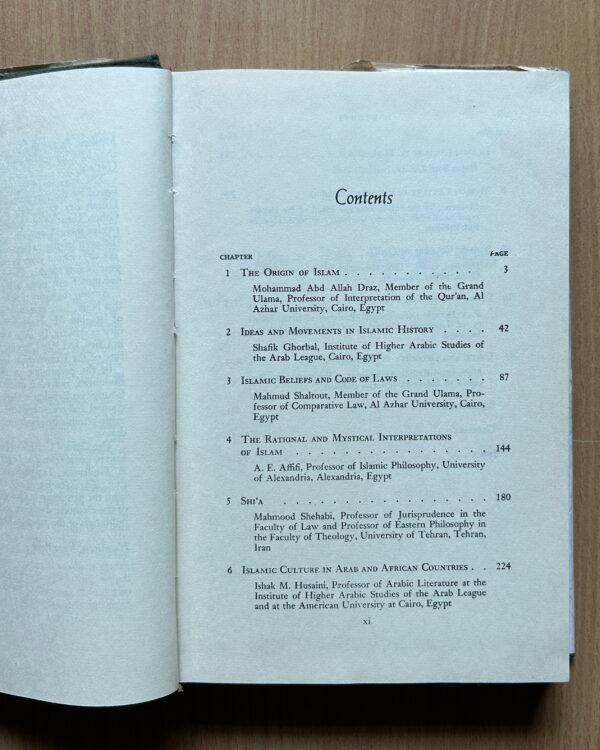 Contents
CHAPTER PAGE
1 THE ORIGIN OF ISLAM . . . . . . . . . . . 3
Mohammad Abd Allah Draz, Member of the Grand
Ulama, Professor of Interpretation of the Qur'an, Al
Azhar University, Cairo, Egypt
2 IDEAS AND MOVEMENTS IN ISLAMIC HISTORY . . . . 42
Shafik Ghorbal, Institute of Higher Arabic Studies of
the Arab League, Cairo, Egypt
3 ISLAMIC BELIEFS AND CODE OF LAWS . . . . . . . 87
Mahmud Shaltout, Member of the Grand Ulama, Pro-
fessor of Comparative Law, Al Azhar University, Cairo,
Egypt
4 THE RATIONAL AND MYSTICAL INTERPRETATIONS
OF ISLAM . . . . . . . . . . . . . . . 144
A. E. Affifi, Professor of Islamic Philosophy, University
of Alexandria, Alexandria, Egypt
5 SHI'A . . . . . . . . . . . . . . . . 180
Mahmood Shehabi, Professor of Jurisprudence in the
Faculty of Law and Professor of Eastern Philosophy in
the Faculty of Theology, University of Tehran, Tehran,
Iran
6 ISLAMIC CULTURE IN ARAB AND AFRICAN COUNTRIES . . 224
Ishak M. Husaini, Professor of Arabic Literature at the
Institute of Higher Arabic Studies of the Arab League
and at the American University at Cairo, Egypt
xi